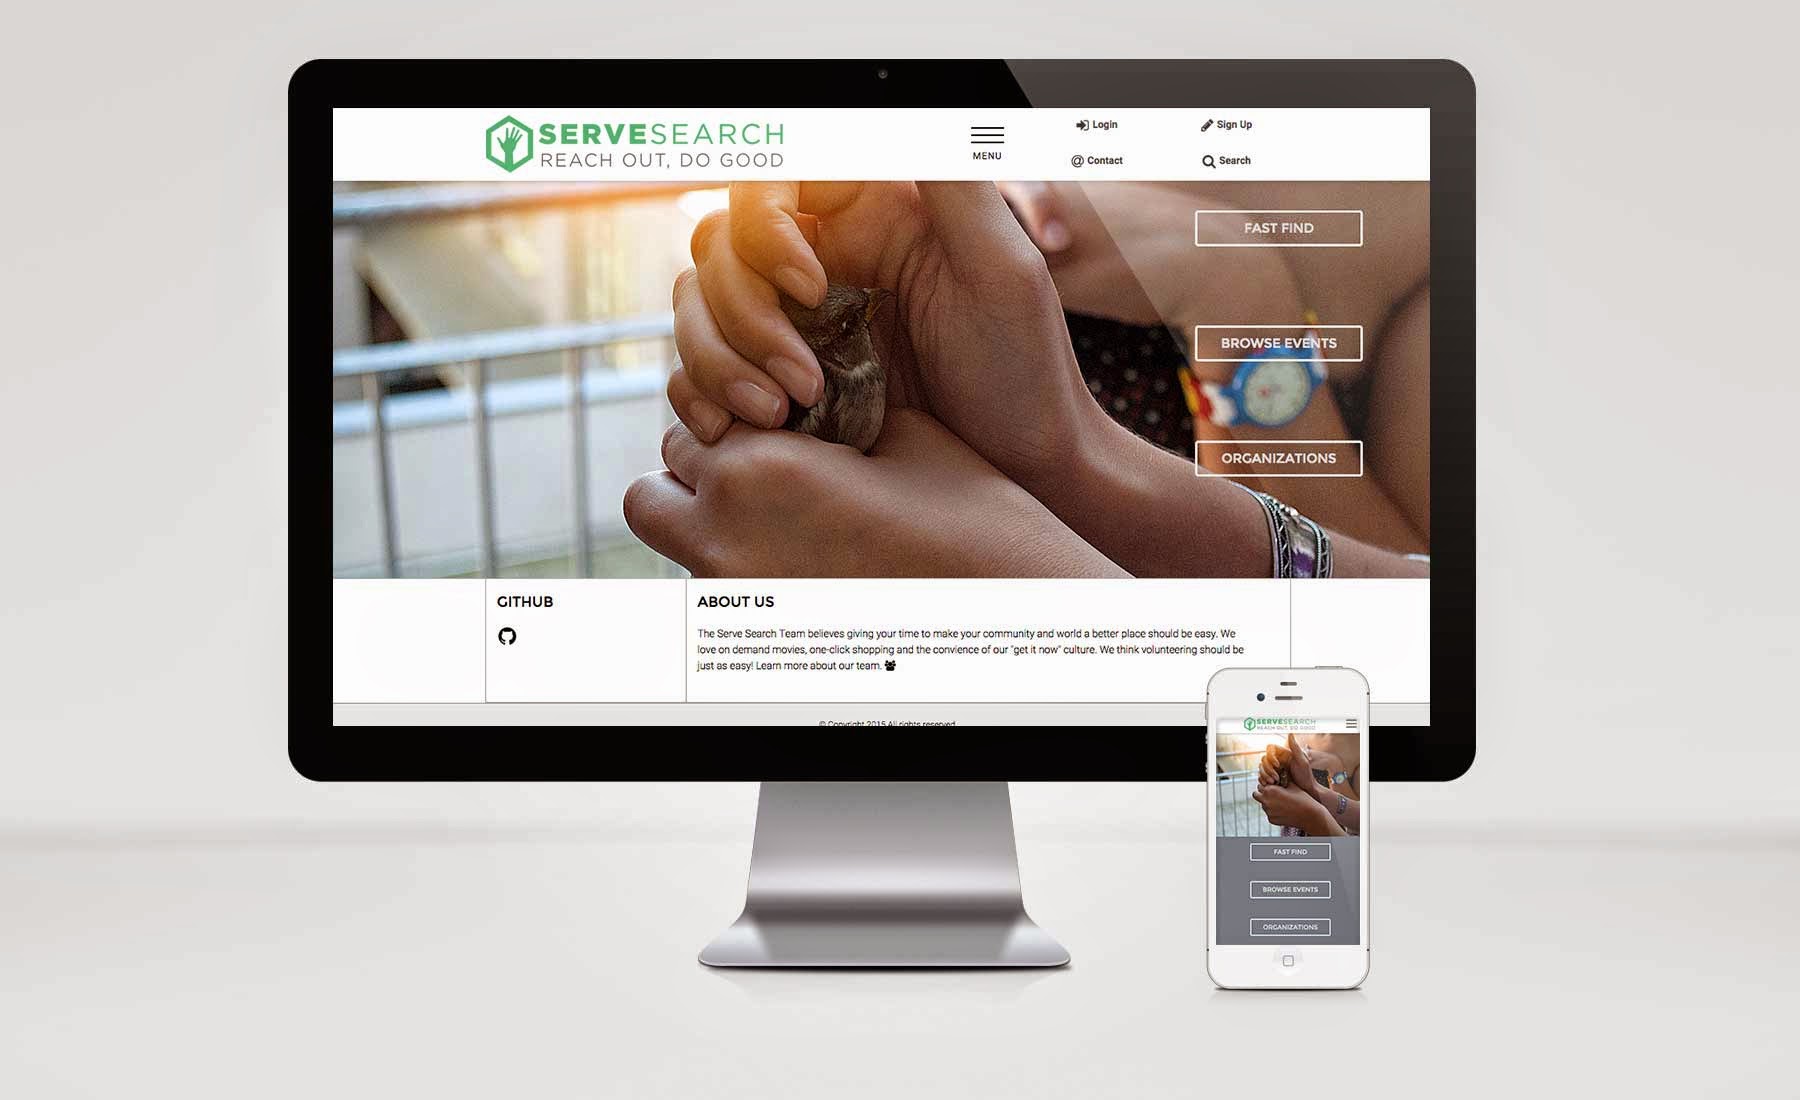 SERVESEARCH
REACH OUT, DO GOOD
MENU
Login
Sign Up
@ Contact
Search
FAST FIND
BROWSE EVENTS
ORGANIZATIONS
GITHUB
ABOUT US
The Serve Search Team believes giving your time to make your community and world a better place should be easy. We
love on demand movies, one-click shopping and the convience of our "get it now" culture. We think volunteering should be
just as easy! Learn more about our team.
© Copyright 2015 All rights reserved
SERVESEARCH
REACH OUT, DO GOOD
FAST FIND
BROWSE EVENTS
ORGANIZATIONS